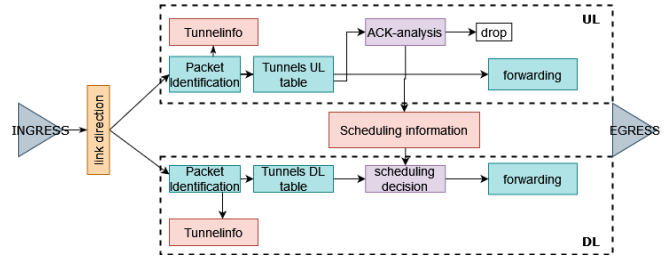 UL
Tunnelinfo
ACK-analysis
drop
Packet
Identification
Tunnels UL
table
forwarding
INGRESS
link direction
Scheduling information
EGRESS
Packet
Identification
Tunnels DL
table
scheduling
decision
forwarding
Tunnelinfo
DL